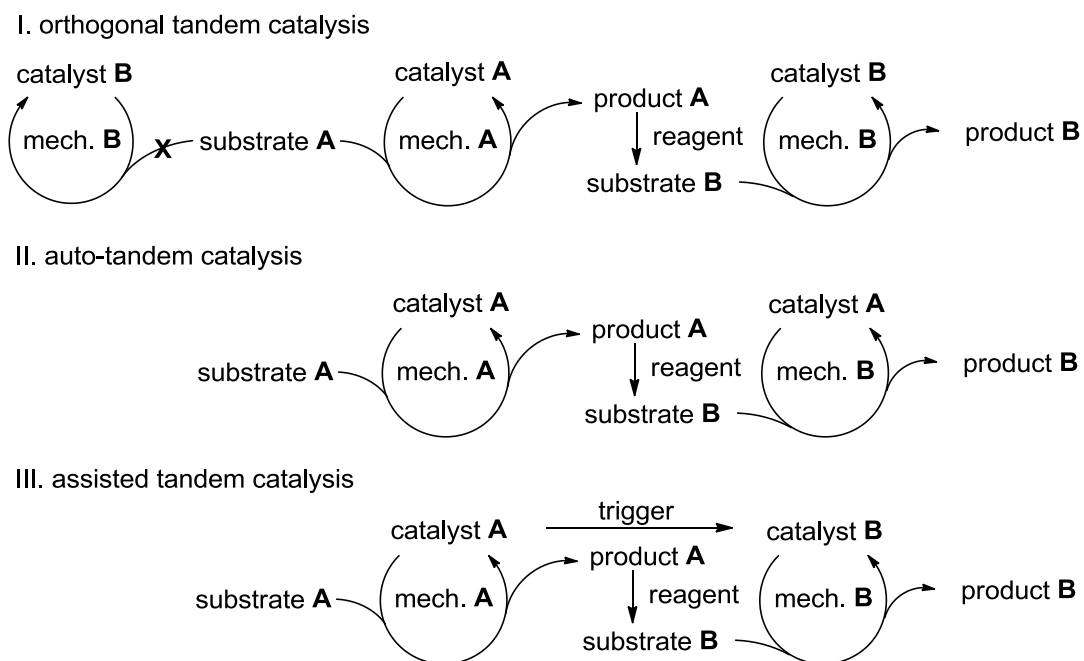 I. orthogonal tandem catalysis
catalyst B
catalyst A
catalyst B
product A
mech. B
X
substrate A
mech. A
reagent
mech. B
product B
substrate B
II. auto-tandem catalysis
catalyst A
catalyst A
product A
substrate A
mech. A
reagent
mech. B
product B
substrate B
III. assisted tandem catalysis
trigger
catalyst A
catalyst B
product A
substrate A
mech. A
reagent
mech. B
product B
substrate B